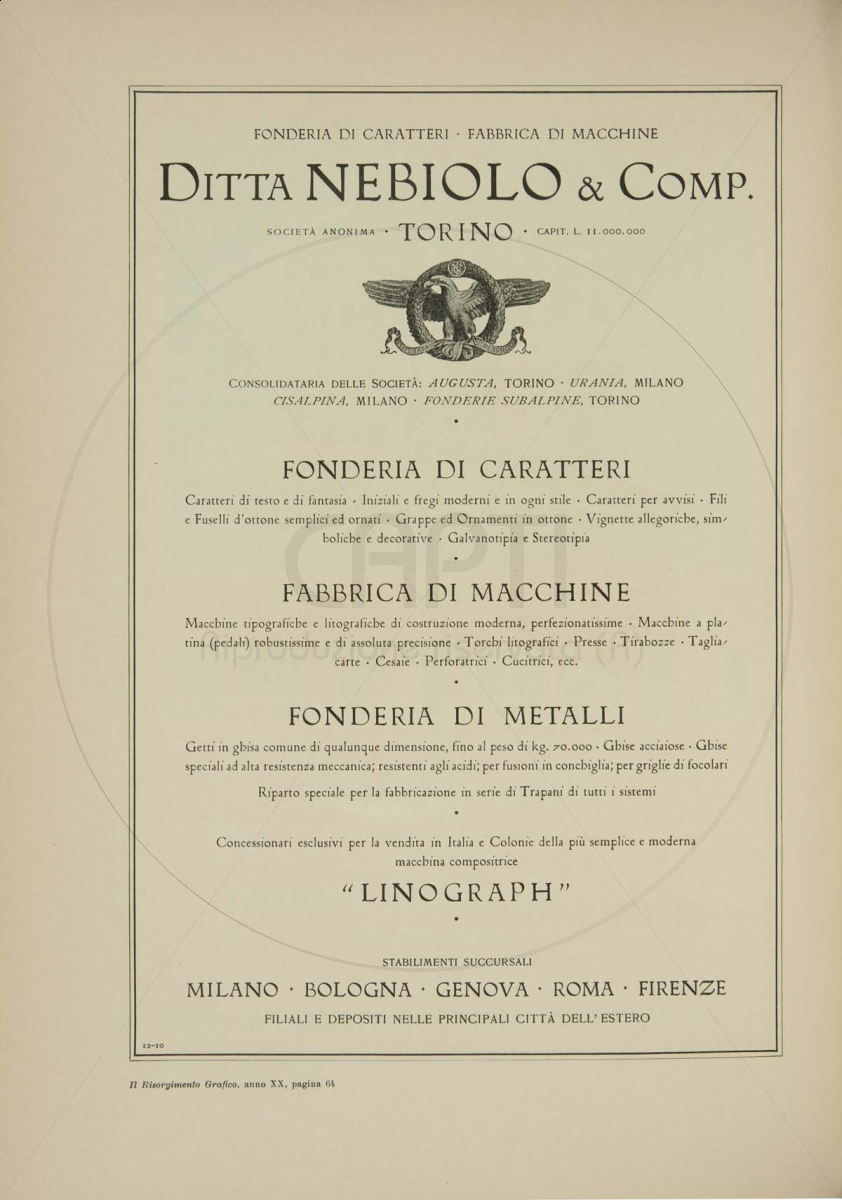 FONDERIA DI CARATTERI · FABBRICA DI MACCHINE
DITTA NEBIOLO & COMP.
SOCIETÀ ANONIMA · TORINO · CAPIT. L. 11.000.000
CONSOLIDATARIA DELLE SOCIETÀ: AUGUSTA, TORINO · URANIA, MILANO
CISALPINA, MILANO · FONDERIE SUBALPINE, TORINO
FONDERIA DI CARATTERI
Caratteri di testo e di fantasia · Iniziali e fregi moderni e in ogni stile · Caratteri per avvisi · Fili
e Fuselli d'ottone semplici ed ornati · Grappe ed Ornamenti in ottone · Vignette allegoriche, sim-
boliche e decorative · Galvanotipia e Stereotipia
FABBRICA DI MACCHINE
Macchine tipografiche e litografiche di costruzione moderna, perfezionatissime · Macchine a pla-
tina (pedali) robustissime e di assoluta precisione · Torchi litografici · Presse · Tirabozze · Taglia-
carte · Cesoie · Perforatrici · Cucitrici, ecc.
FONDERIA DI METALLI
Getti in ghisa comune di qualunque dimensione, fino al peso di kg. 70.000 · Ghise acciaiose · Ghise
speciali ad alta resistenza meccanica; resistenti agli acidi; per fusioni in conchiglia; per griglie di focolari
Riparto speciale per la fabbricazione in serie di Trapani di tutti i sistemi
Concessionari esclusivi per la vendita in Italia e Colonie della più semplice e moderna
macchina compositrice
"LINOGRAPH"
STABILIMENTI SUCCURSALI
MILANO · BOLOGNA · GENOVA · ROMA · FIRENZE
FILIALI E DEPOSITI NELLE PRINCIPALI CITTÀ DELL'ESTERO
12-10
Il Risorgimento Grafico, anno XX, pagina 64